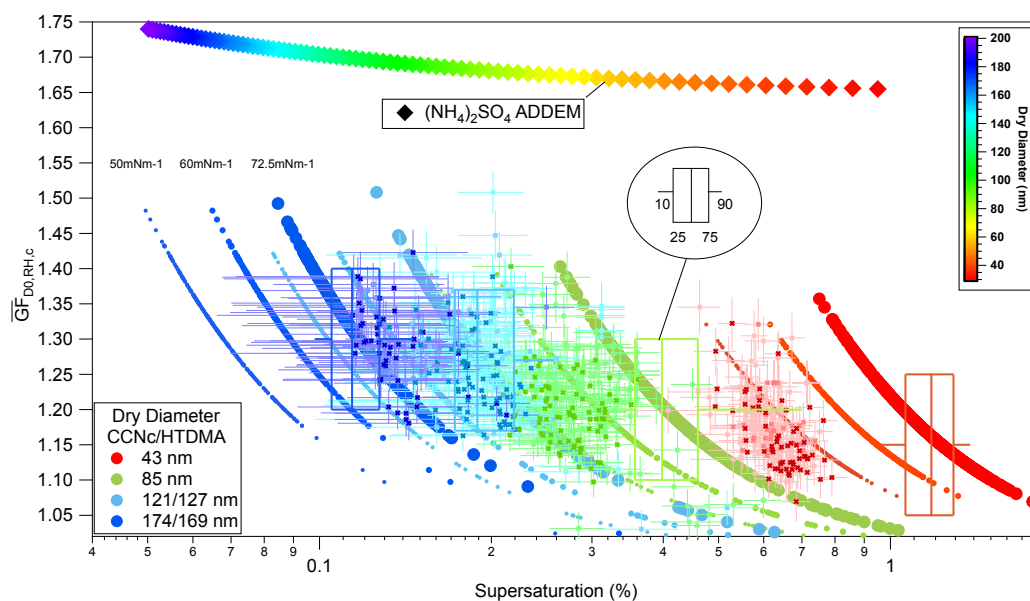 1.75
1.70
1.65
1.60
1.55
1.50
1.45
1.40
1.35
1.30
1.25
1.20
1.15
1.10
1.05
GF D0,RH,c
(NH4)2SO4 ADDEM
50mNm-1 60mNm-1 72.5mNm-1
10 90
25 75
200
180
160
140
120
100
80
60
40
Dry Diameter (nm)
Dry Diameter
CCNc/HTDMA
43 nm
85 nm
121/127 nm
174/169 nm
4 5 6 7 8 9 0.1 2 3 4 5 6 7 8 9 1
Supersaturation (%)